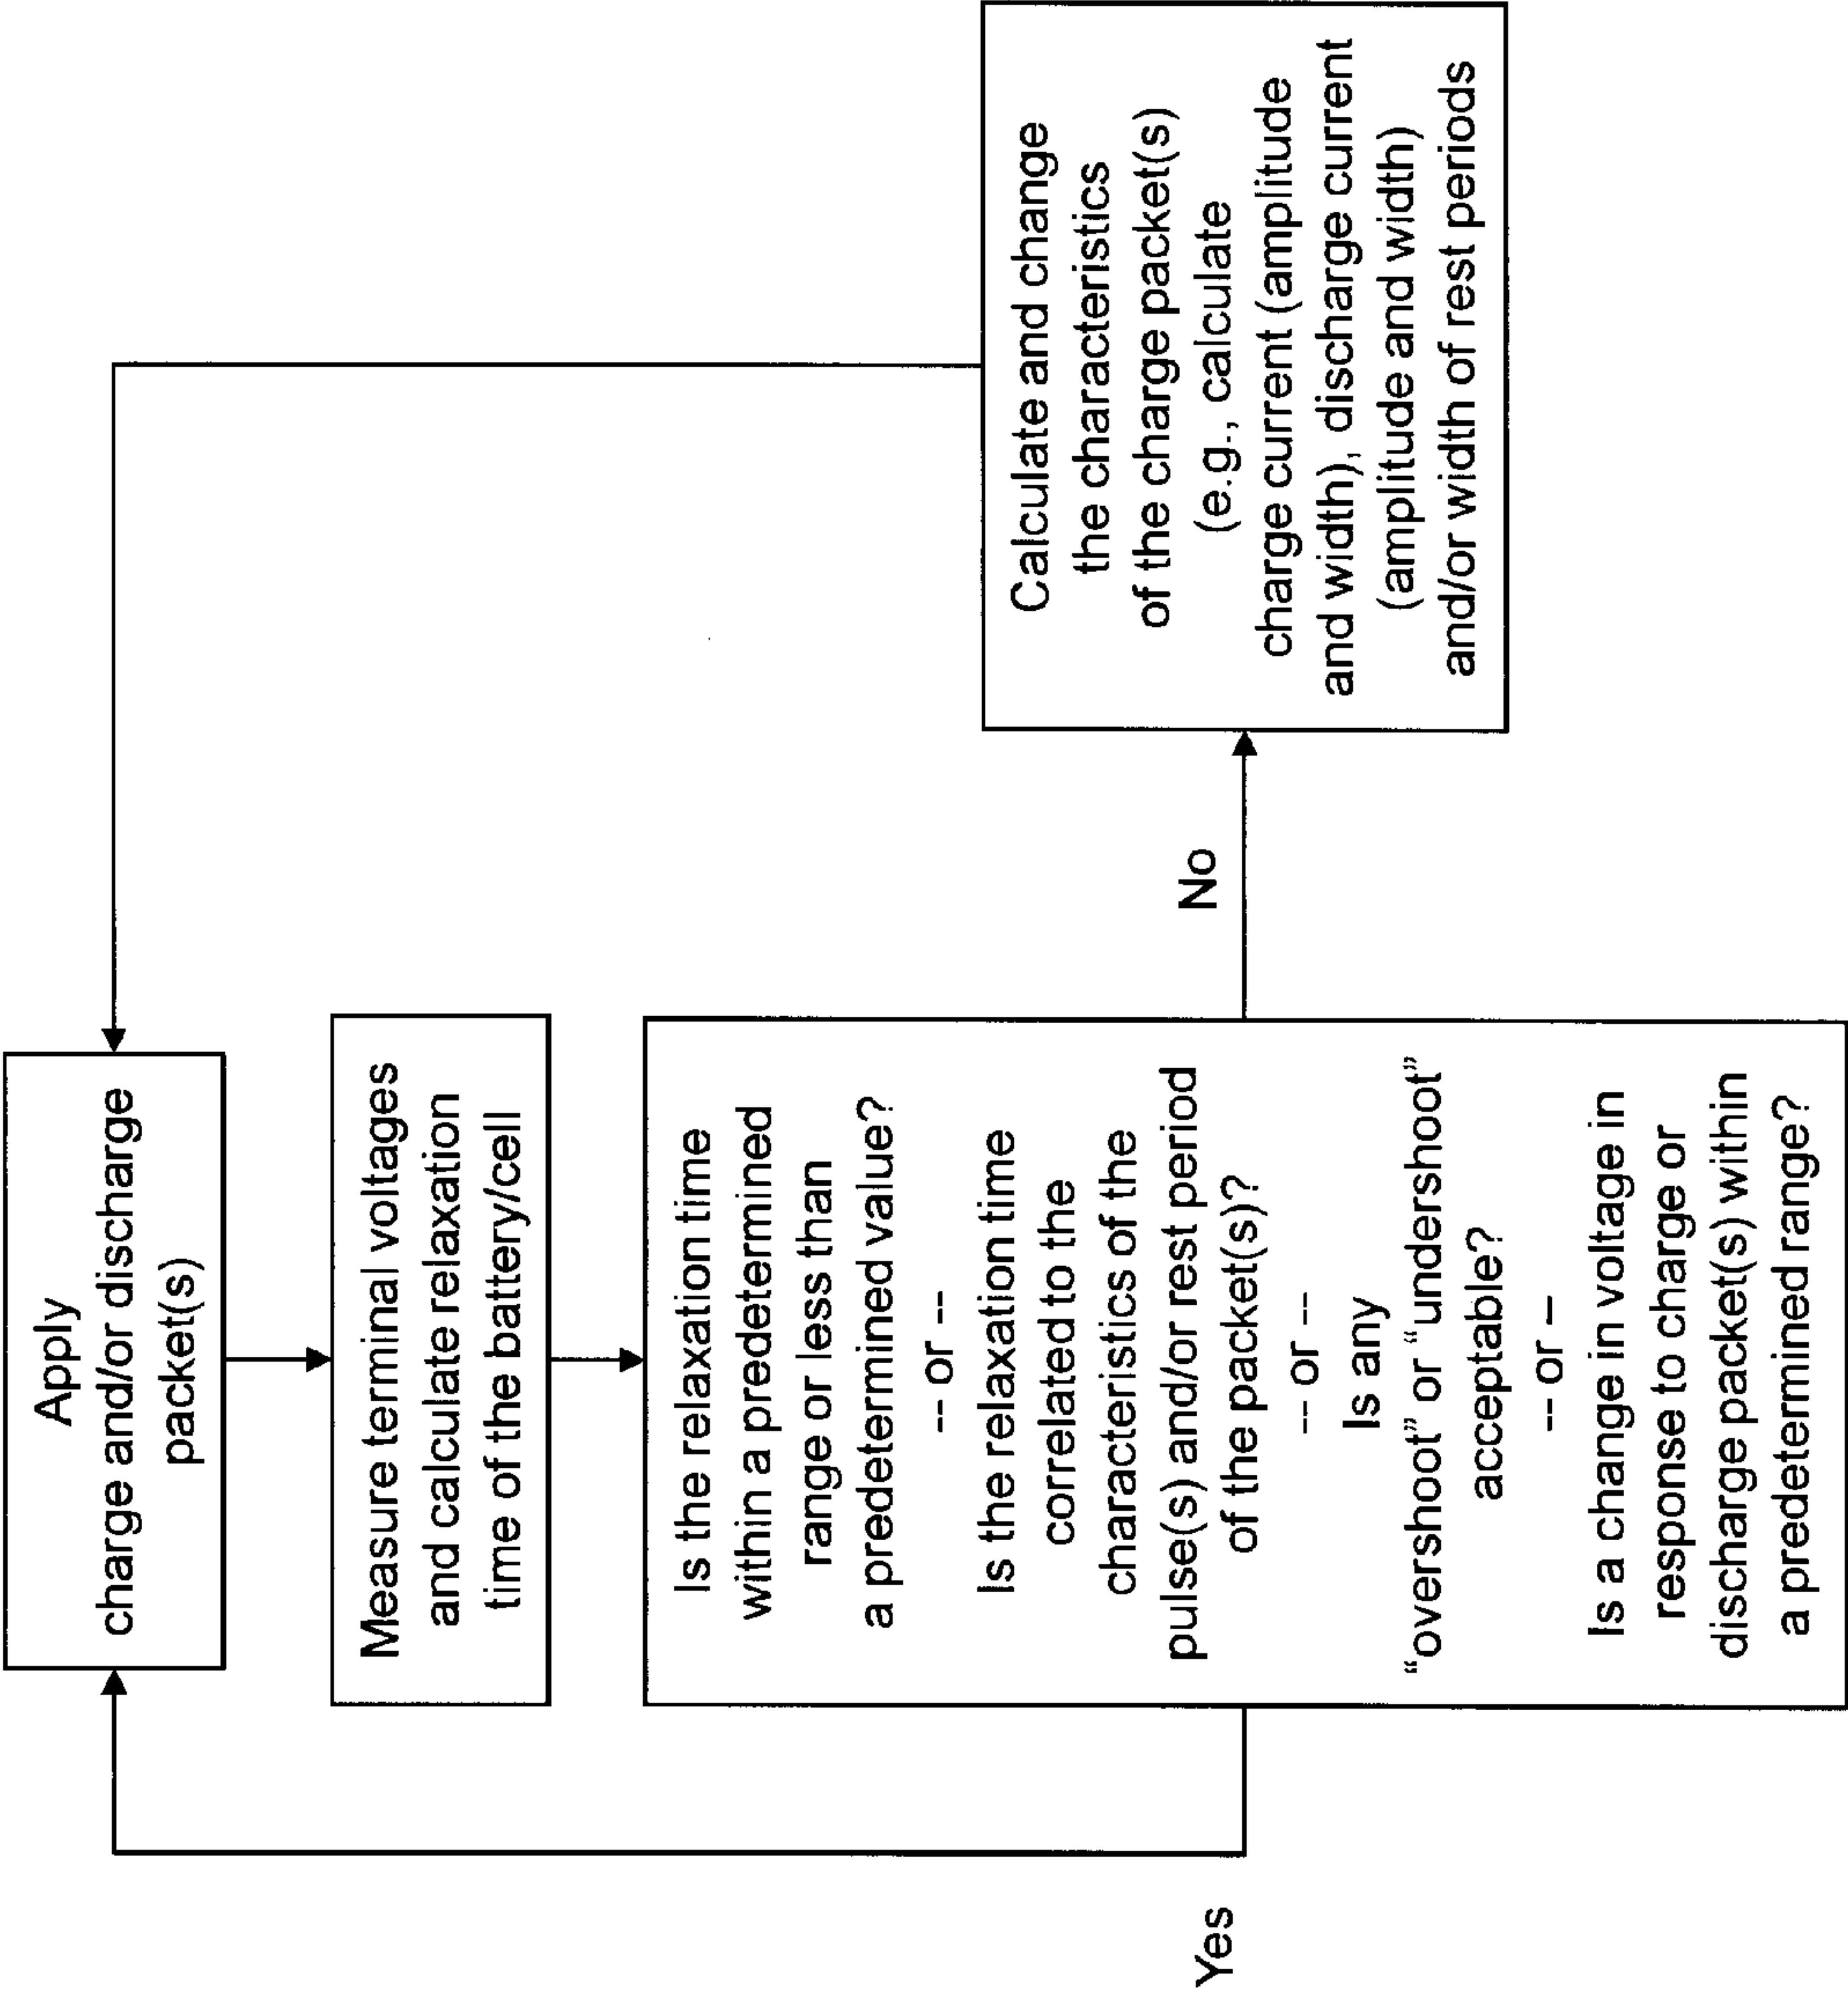 Apply
charge and/or discharge
packet(s)
Measure terminal voltages
and calculate relaxation
time of the battery/cell
Is the relaxation time
within a predetermined
range or less than
a predetermined value?
-- or --
Is the relaxation time
correlated to the
characteristics of the
pulse(s) and/or rest period
of the packet(s)?
-- or --
Is any
“overshoot” or “undershoot”
acceptable?
-- or --
Is a change in voltage in
response to charge or
discharge packet(s) within
a predetermined range?
Yes
No
Calculate and change
the characteristics
of the charge packet(s)
(e.g., calculate
charge current (amplitude
and width), discharge current
(amplitude and width)
and/or width of rest periods